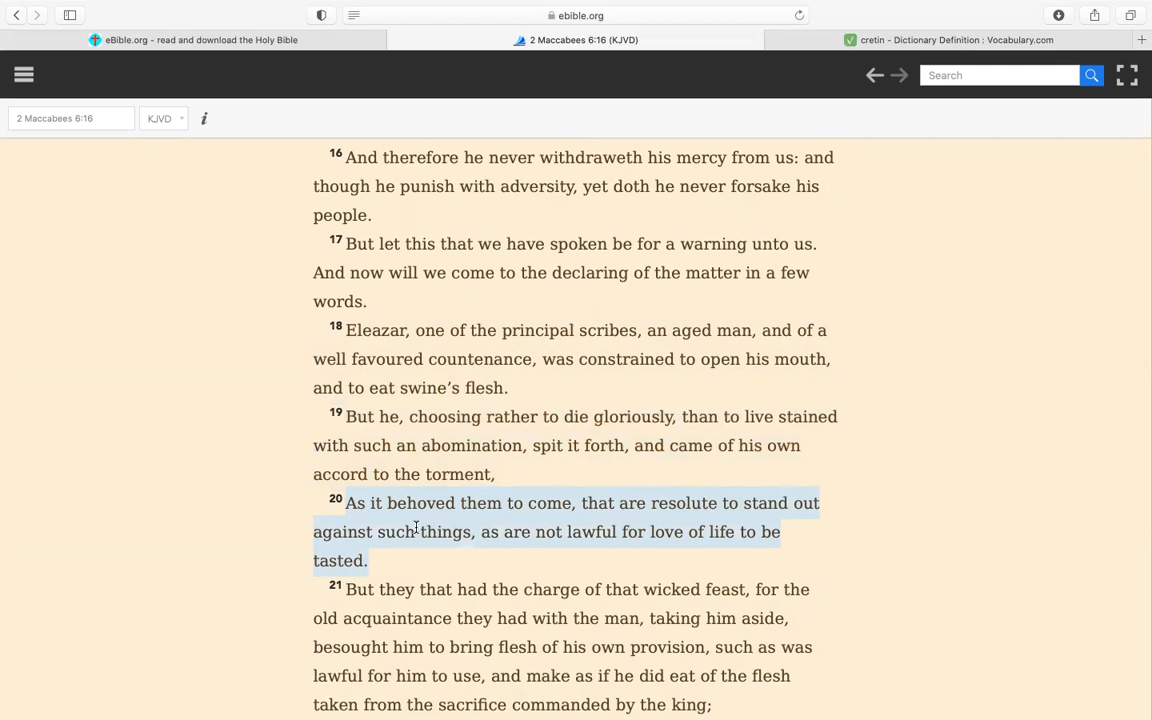 ebible.org
eBible.org - read and download the Holy Bible
2 Maccabees 6:16 (KJVD)
cretin - Dictionary Definition : Vocabulary.com
Search
2 Maccabees 6:16
KJVD
i
16 And therefore he never withdraweth his mercy from us: and
though he punish with adversity, yet doth he never forsake his
people.
17 But let this that we have spoken be for a warning unto us.
And now will we come to the declaring of the matter in a few
words.
18 Eleazar, one of the principal scribes, an aged man, and of a
well favoured countenance, was constrained to open his mouth,
and to eat swine’s flesh.
19 But he, choosing rather to die gloriously, than to live stained
with such an abomination, spit it forth, and came of his own
accord to the torment,
20 As it behoved them to come, that are resolute to stand out
against such things, as are not lawful for love of life to be
tasted.
21 But they that had the charge of that wicked feast, for the
old acquaintance they had with the man, taking him aside,
besought him to bring flesh of his own provision, such as was
lawful for him to use, and make as if he did eat of the flesh
taken from the sacrifice commanded by the king;